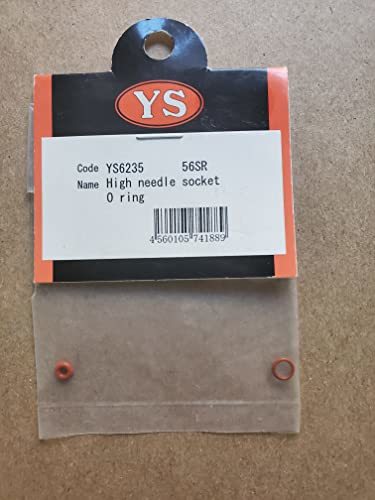 YS
Code YS6235 56SR
Name High needle socket
O ring
4 560105 741889